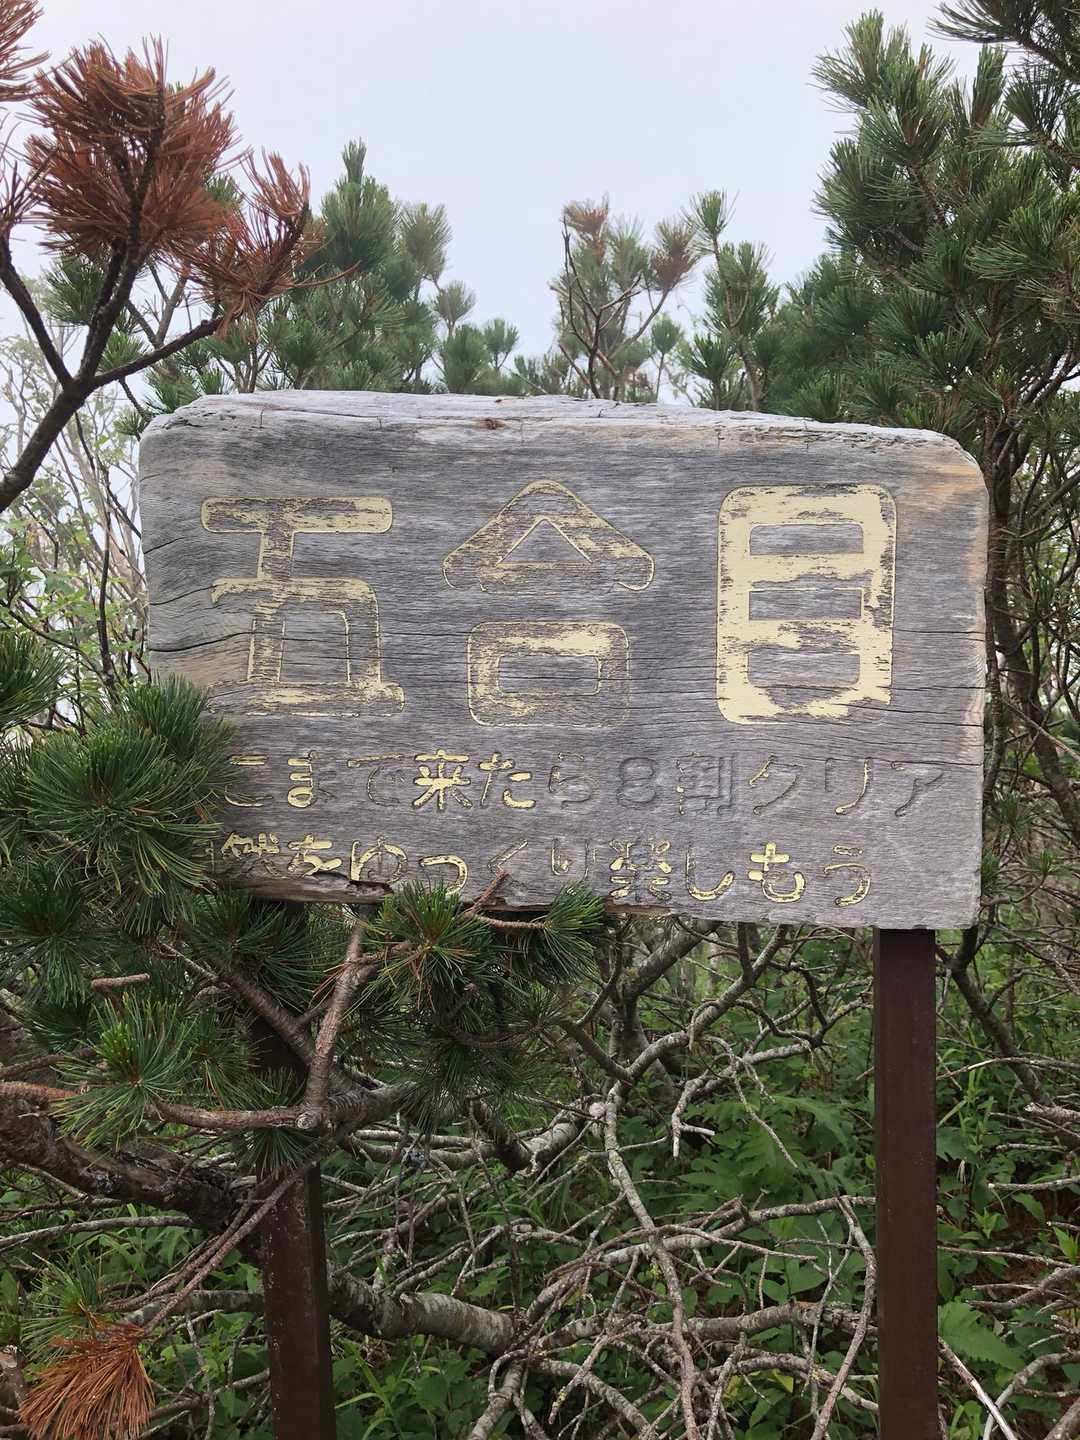 五合目
こまで来たら8割クリア
然をゆっくり楽しもう